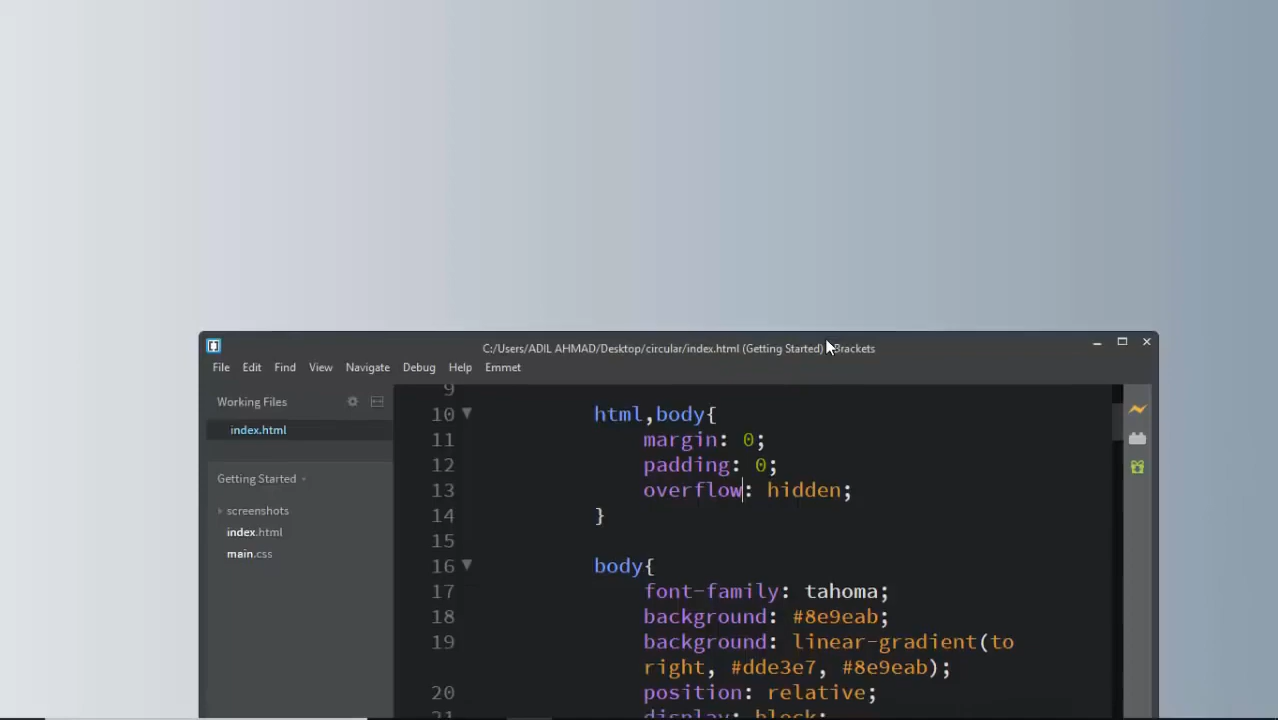 C:/Users/ADIL AHMAD/Desktop/circular/index.html (Getting Started) - Brackets
File Edit Find View Navigate Debug Help Emmet
Working Files
index.html
Getting Started
screenshots
index.html
main.css
9
10 html,body{
11 margin: 0;
12 padding: 0;
13 overflow: hidden;
14 }
15
16 body{
17 font-family: tahoma;
18 background: #8e9eab;
19 background: linear-gradient(to
right, #dde3e7, #8e9eab);
20 position: relative;
21 display: block;